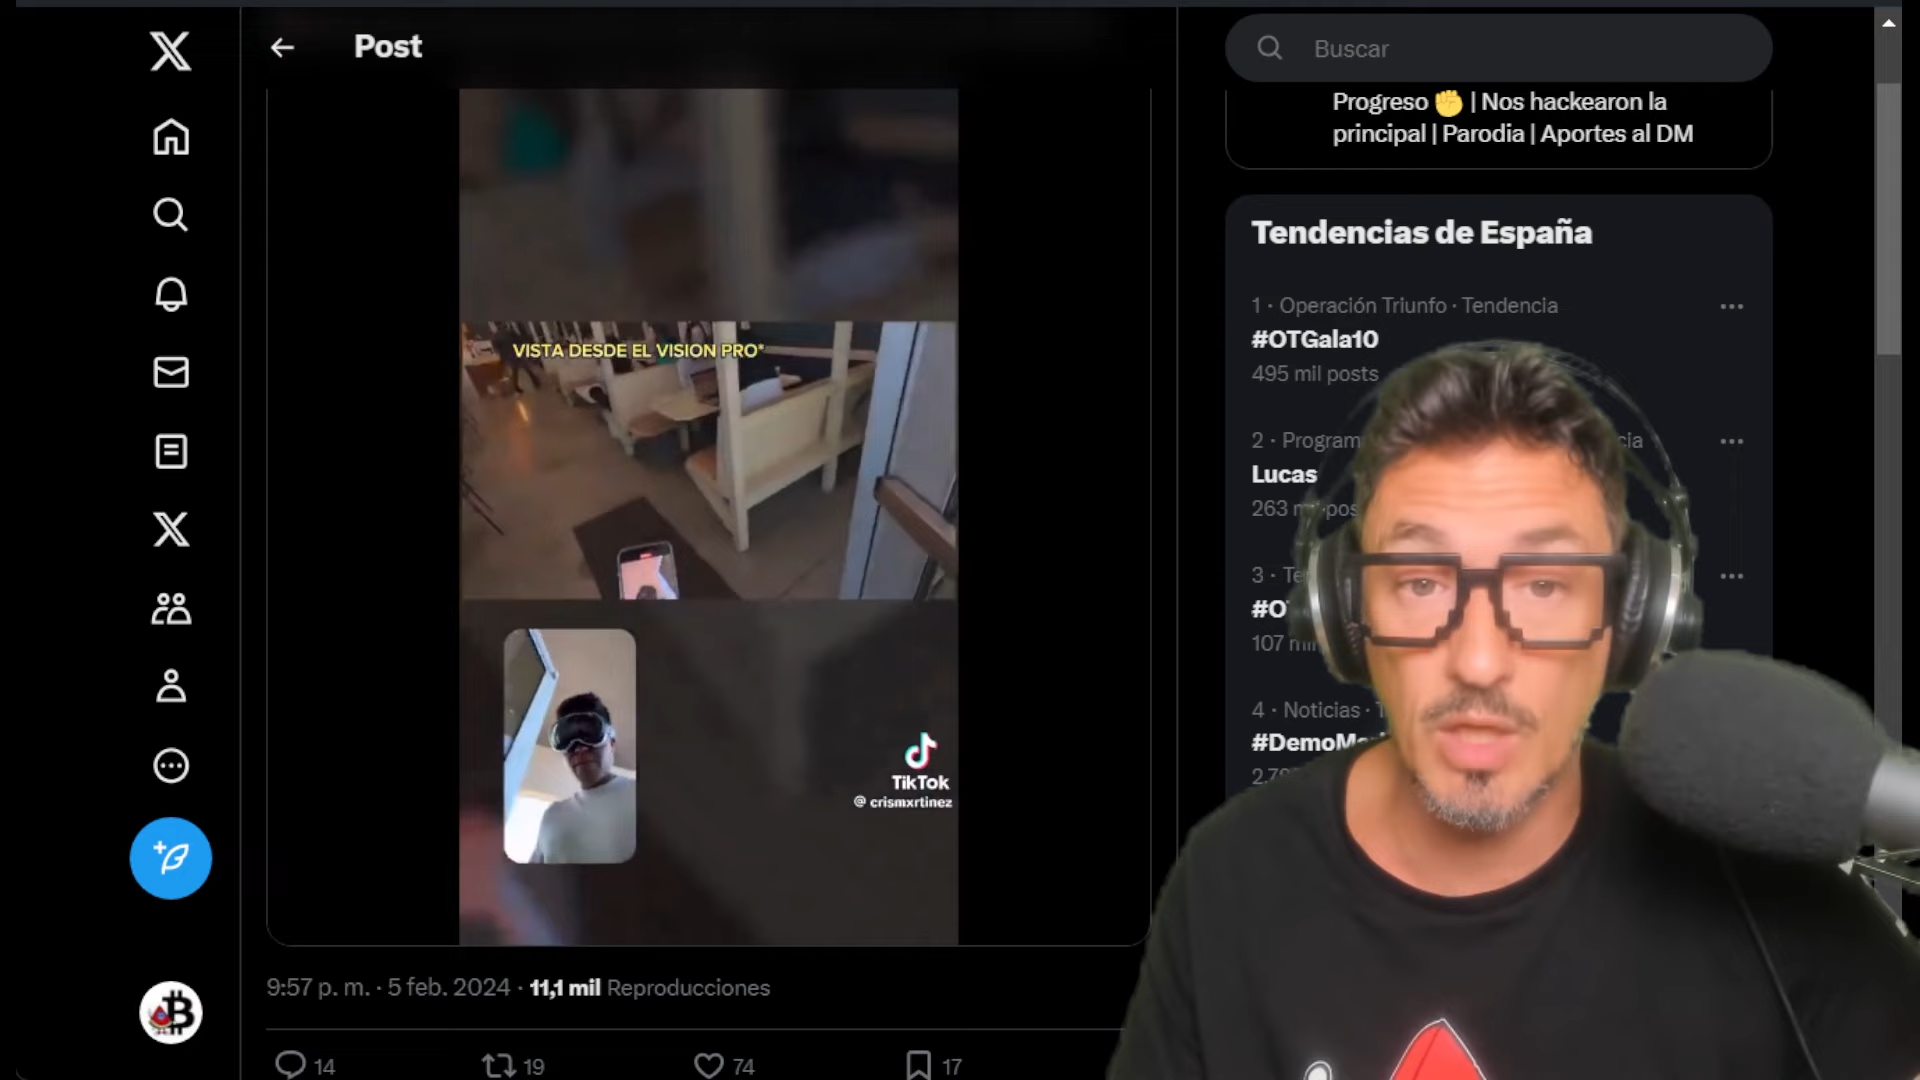 Post
VISTA DESDE EL VISION PRO*
TikTok
@ crismxrtinez
9:57 p. m. · 5 feb. 2024 · 11,1 mil Reproducciones
14
19
74
17
Buscar
Progreso ✊ | Nos hackearon la
principal | Parodia | Aportes al DM
Tendencias de España
1 · Operación Triunfo · Tendencia
#OTGala10
495 mil posts
2 ·
Lucas
263
3 ·
107
4 · Noticias ·